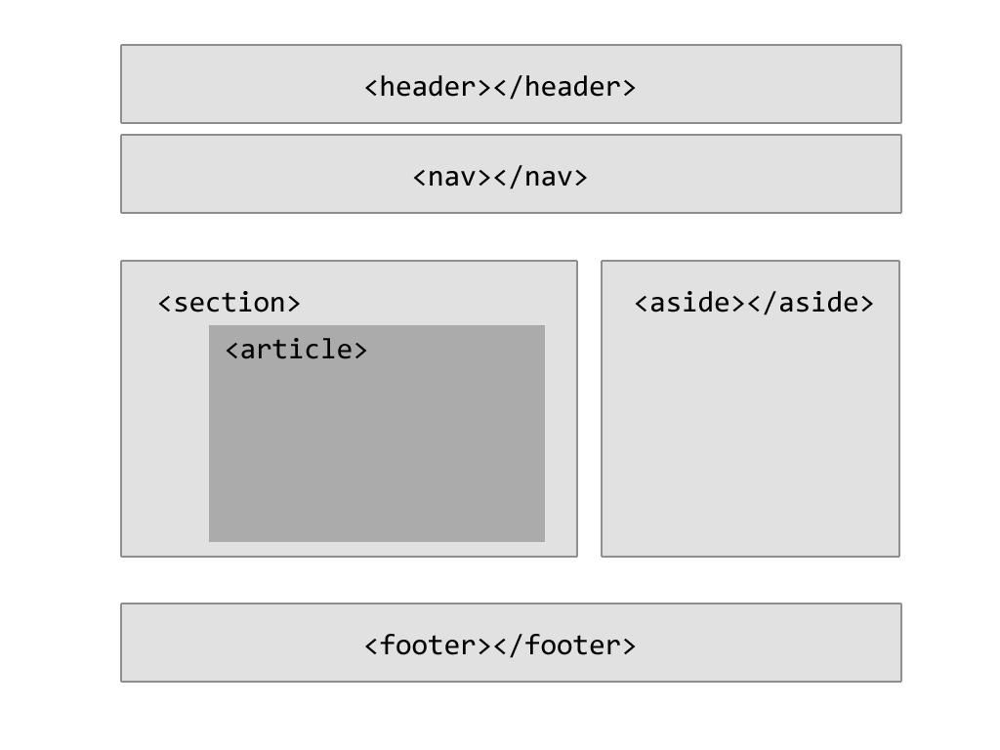 <header></header>
<nav></nav>
<section>
<article>
<aside></aside>
<footer></footer>